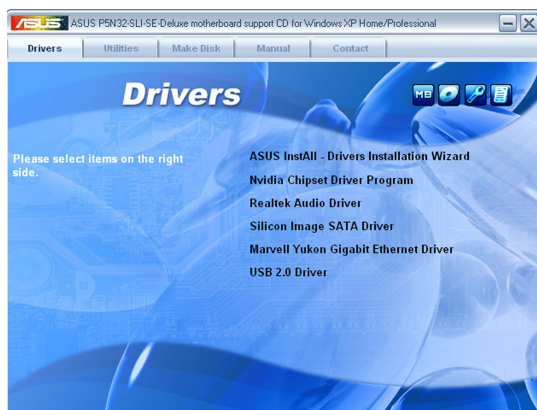 ASUS ASUS P5N32-SLI-SE-Deluxe motherboard support CD for Windows XP Home/Professional
Drivers Utilities Make Disk Manual Contact
Drivers
MB
Please select items on the right
side.
ASUS InstAll - Drivers Installation Wizard
Nvidia Chipset Driver Program
Realtek Audio Driver
Silicon Image SATA Driver
Marvell Yukon Gigabit Ethernet Driver
USB 2.0 Driver